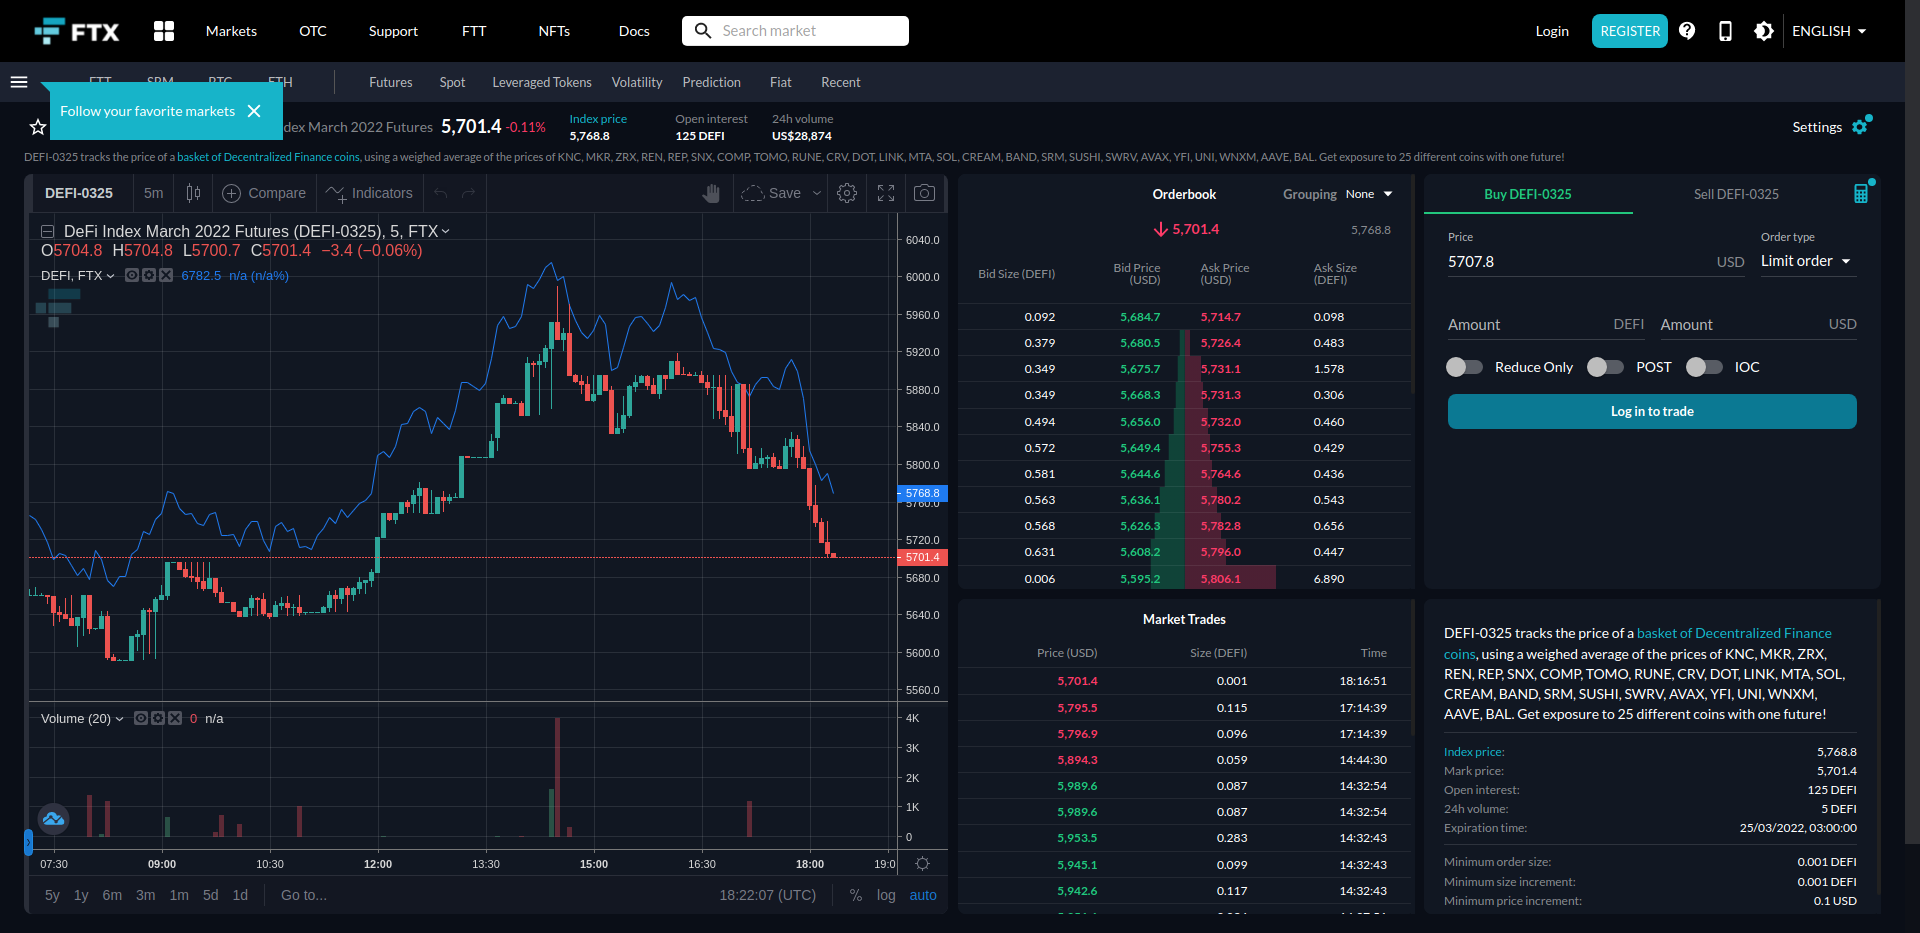 FTX
Markets
OTC
Support
FTT
NFTs
Docs
Search market
Login
REGISTER
ENGLISH
FTT
SRM
BTC
ETH
Futures
Spot
Leveraged Tokens
Volatility
Prediction
Fiat
Recent
Follow your favorite markets
dex March 2022 Futures
5,701.4 -0.11%
Index price
5,768.8
Open interest
125 DEFI
24h volume
US$28,874
Settings
DEFI-0325 tracks the price of a basket of Decentralized Finance coins, using a weighed average of the prices of KNC, MKR, ZRX, REN, REP, SNX, COMP, TOMO, RUNE, CRV, DOT, LINK, MTA, SOL, CREAM, BAND, SRM, SUSHI, SWRV, AVAX, YFI, UNI, WNXM, AAVE, BAL. Get exposure to 25 different coins with one future!
DEFI-0325
5m
Compare
Indicators
Save
DeFi Index March 2022 Futures (DEFI-0325), 5, FTX
O5704.8 H5704.8 L5700.7 C5701.4 −3.4 (−0.06%)
DEFI, FTX 6782.5 n/a (n/a%)
6040.0
6000.0
5960.0
5920.0
5880.0
5840.0
5800.0
5768.8
5760.0
5720.0
5701.4
5680.0
5640.0
5600.0
5560.0
Volume (20) 0 n/a
4K
3K
2K
1K
0
07:30 09:00 10:30 12:00 13:30 15:00 16:30 18:00 19:0
5y 1y 6m 3m 1m 5d 1d Go to...
18:22:07 (UTC) % log auto
Orderbook
Grouping None
5,701.4
5,768.8
Bid Size (DEFI) Bid Price (USD) Ask Price (USD) Ask Size (DEFI)
0.092 5,684.7 5,714.7 0.098
0.379 5,680.5 5,726.4 0.483
0.349 5,675.7 5,731.1 1.578
0.349 5,668.3 5,731.3 0.306
0.494 5,656.0 5,732.0 0.460
0.572 5,649.4 5,755.3 0.429
0.581 5,644.6 5,764.6 0.436
0.563 5,636.1 5,780.2 0.543
0.568 5,626.3 5,782.8 0.656
0.631 5,608.2 5,796.0 0.447
0.006 5,595.2 5,806.1 6.890
Market Trades
Price (USD) Size (DEFI) Time
5,701.4 0.001 18:16:51
5,795.5 0.115 17:14:39
5,796.9 0.096 17:14:39
5,894.3 0.059 14:44:30
5,989.6 0.087 14:32:54
5,989.6 0.087 14:32:54
5,953.5 0.283 14:32:43
5,945.1 0.099 14:32:43
5,942.6 0.117 14:32:43
Buy DEFI-0325
Sell DEFI-0325
Price
5707.8 USD
Order type
Limit order
Amount DEFI
Amount USD
Reduce Only
POST
IOC
Log in to trade
DEFI-0325 tracks the price of a basket of Decentralized Finance
coins, using a weighed average of the prices of KNC, MKR, ZRX,
REN, REP, SNX, COMP, TOMO, RUNE, CRV, DOT, LINK, MTA, SOL,
CREAM, BAND, SRM, SUSHI, SWRV, AVAX, YFI, UNI, WNXM,
AAVE, BAL. Get exposure to 25 different coins with one future!
Index price: 5,768.8
Mark price: 5,701.4
Open interest: 125 DEFI
24h volume: 5 DEFI
Expiration time: 25/03/2022, 03:00:00
Minimum order size: 0.001 DEFI
Minimum size increment: 0.001 DEFI
Minimum price increment: 0.1 USD